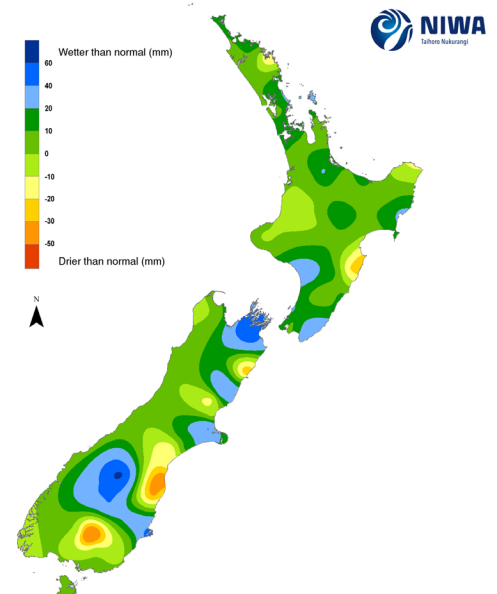 NIWA
Taihoro Nukurangi
Wetter than normal (mm)
60
40
20
10
0
-10
-20
-30
-50
Drier than normal (mm)
N